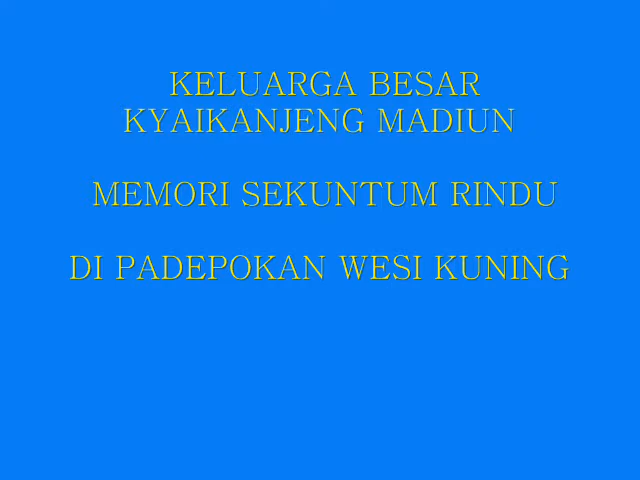 KELUARGA BESAR
KYAIKANJENG MADIUN
MEMORI SEKUNTUM RINDU
DI PADEPOKAN WESI KUNING